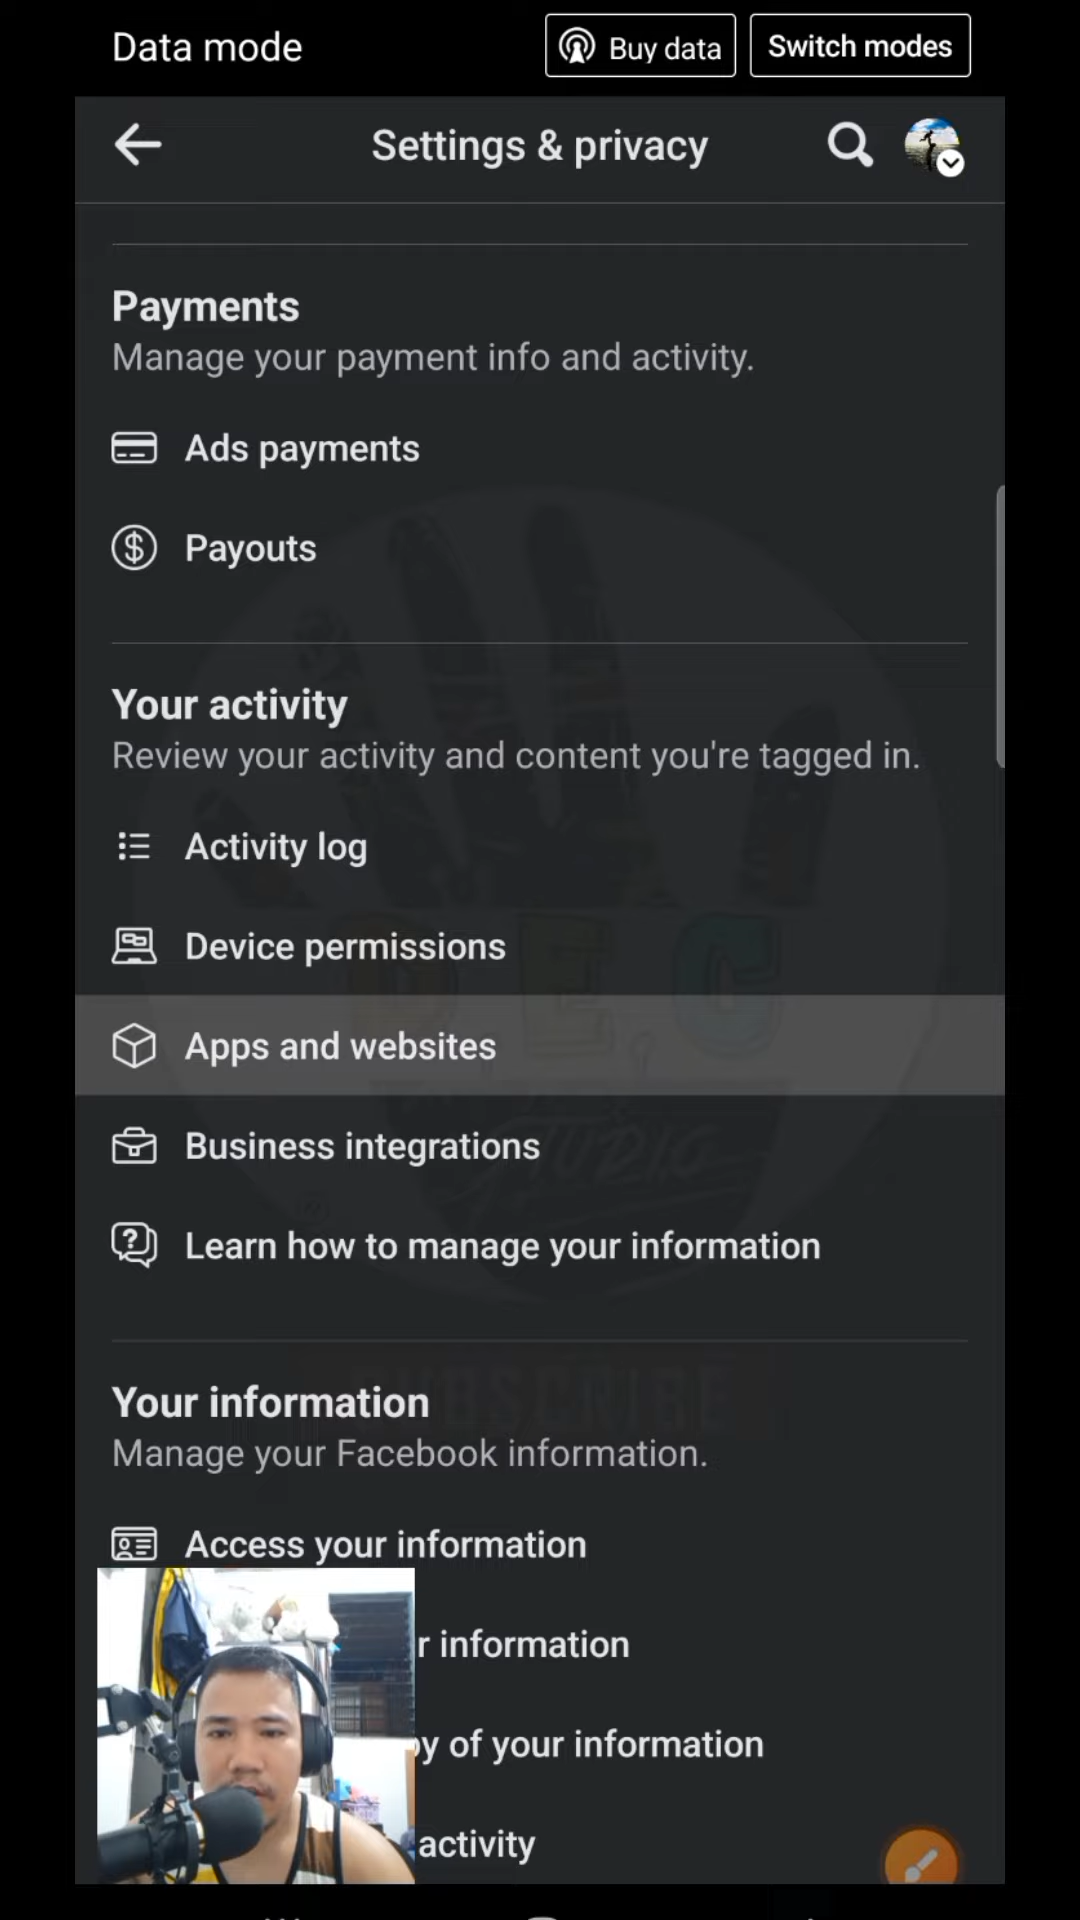 Data mode
Buy data
Switch modes
Settings & privacy
Payments
Manage your payment info and activity.
Ads payments
Payouts
Your activity
Review your activity and content you're tagged in.
Activity log
Device permissions
Apps and websites
Business integrations
STUDIO
Learn how to manage your information
SUBSCRIBE
Your information
Manage your Facebook information.
Access your information
r information
y of your information
activity